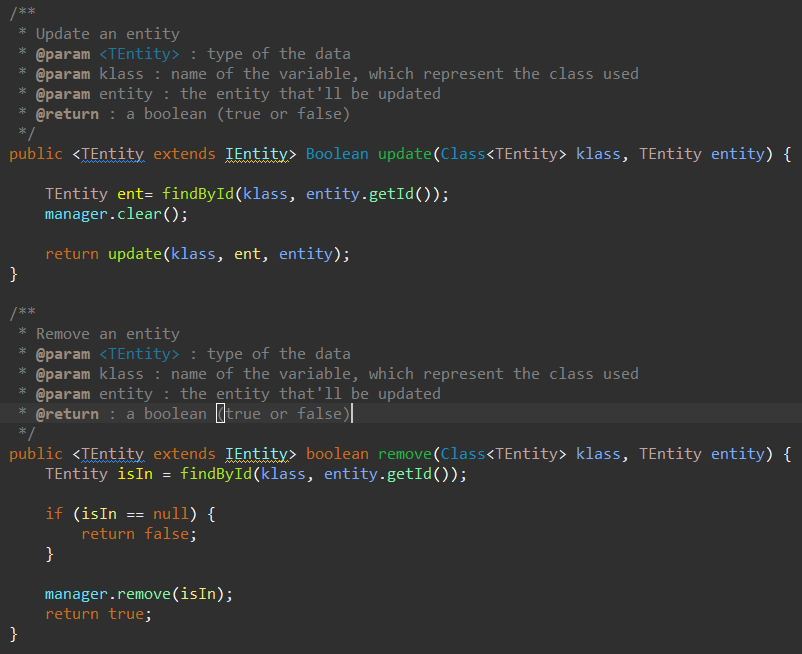 /**
 * Update an entity
 * @param <TEntity> : type of the data
 * @param klass : name of the variable, which represent the class used
 * @param entity : the entity that'll be updated
 * @return : a boolean (true or false)
 */
public <TEntity extends IEntity> Boolean update(Class<TEntity> klass, TEntity entity) {
    TEntity ent= findById(klass, entity.getId());
    manager.clear();
    return update(klass, ent, entity);
}
/**
 * Remove an entity
 * @param <TEntity> : type of the data
 * @param klass : name of the variable, which represent the class used
 * @param entity : the entity that'll be updated
 * @return : a boolean (true or false)
 */
public <TEntity extends IEntity> boolean remove(Class<TEntity> klass, TEntity entity) {
    TEntity isIn = findById(klass, entity.getId());
    if (isIn == null) {
        return false;
    }
    manager.remove(isIn);
    return true;
}